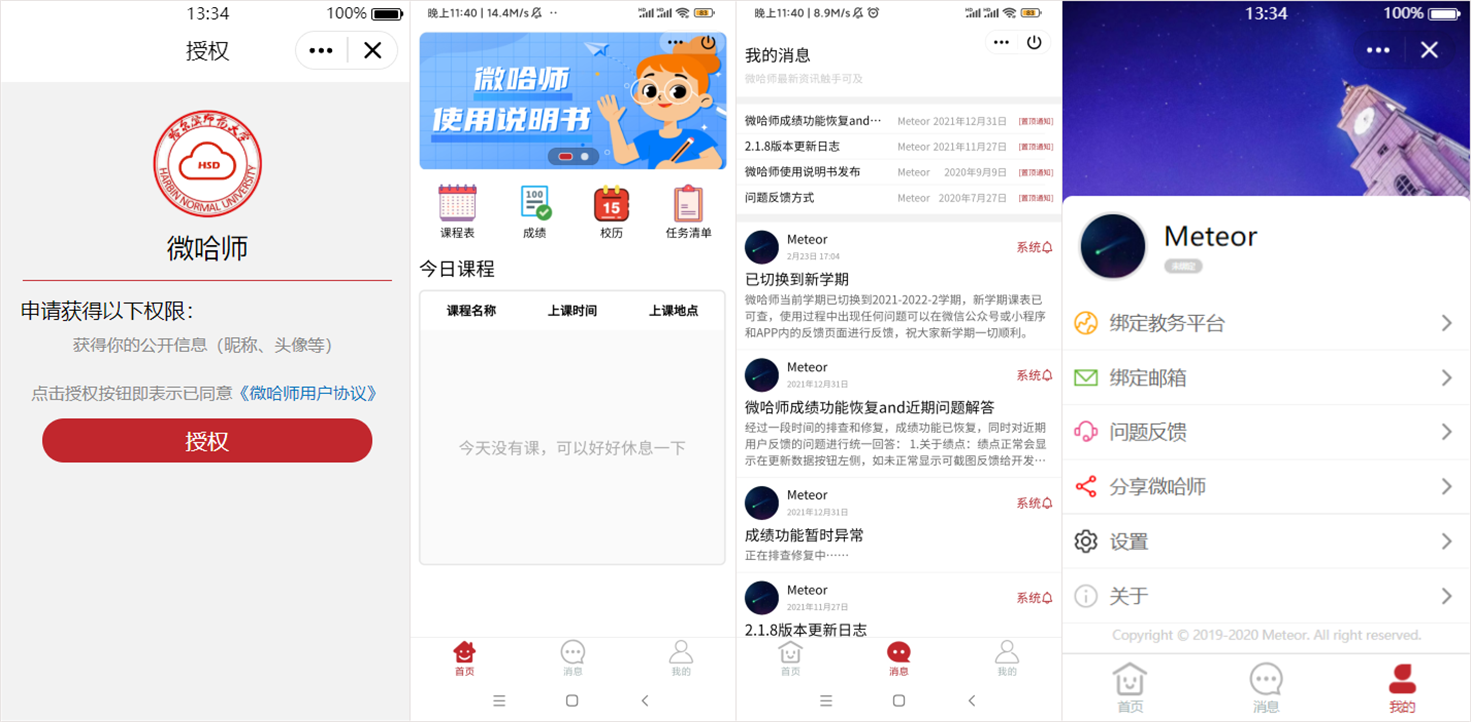 13:34
100%
授权
哈尔滨师范大学
HSD
HARBIN NORMAL UNIVERSITY
微哈师
申请获得以下权限：
获得你的公开信息（昵称、头像等）
点击授权按钮即表示已同意《微哈师用户协议》
授权
晚上11:40 | 14.4M/s
83
微哈师
使用说明书
课程表
100
成绩
15
校历
任务清单
今日课程
课程名称 上课时间 上课地点
今天没有课，可以好好休息一下
首页 消息 我的
晚上11:40 | 8.9M/s
83
我的消息
微哈师最新资讯触手可及
微哈师成绩功能恢复and… Meteor 2021年12月31日 [置顶通知]
2.1.8版本更新日志 Meteor 2021年11月27日 [置顶通知]
微哈师使用说明书发布 Meteor 2020年9月9日 [置顶通知]
问题反馈方式 Meteor 2020年7月27日 [置顶通知]
Meteor
2月23日 17:04
系统
已切换到新学期
微哈师当前学期已切换到2021-2022-2学期，新学期课表已
可查，使用过程中出现任何问题可以在微信公众号或小程序
和APP内的反馈页面进行反馈，祝大家新学期一切顺利。
Meteor
2021年12月31日
系统
微哈师成绩功能恢复and近期问题解答
经过一段时间的排查和修复，成绩功能已恢复，同时对近期
用户反馈的问题进行统一回答： 1.关于绩点：绩点正常会显
示在更新数据按钮左侧，如未正常显示可截图反馈给开发…
Meteor
2021年12月31日
系统
成绩功能暂时异常
正在排查修复中……
Meteor
2021年11月27日
系统
2.1.8版本更新日志
首页 消息 我的
13:34
100%
Meteor
未绑定
绑定教务平台
绑定邮箱
问题反馈
分享微哈师
设置
关于
Copyright © 2019-2020 Meteor. All right reserved.
首页 消息 我的